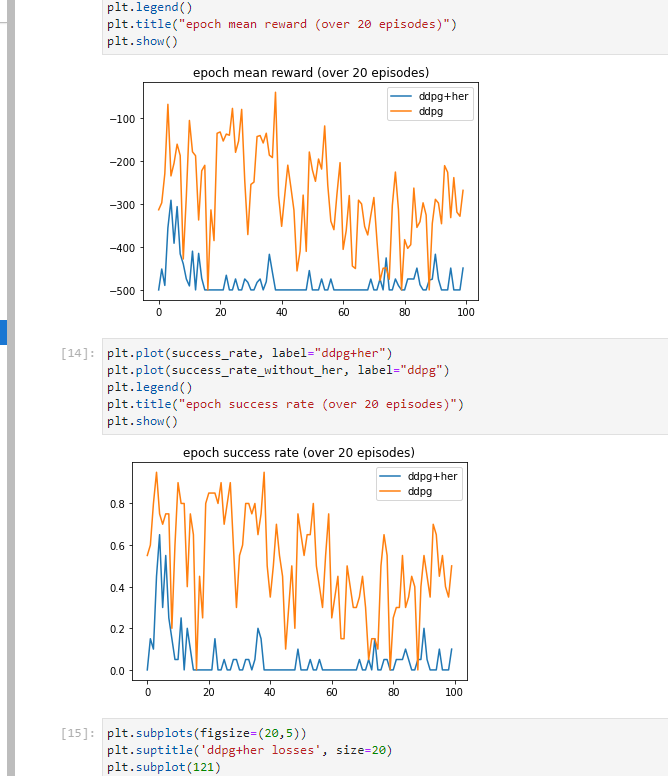 plt.legend()
plt.title("epoch mean reward (over 20 episodes)")
plt.show()
epoch mean reward (over 20 episodes)
ddpg+her
ddpg
−100
−200
−300
−400
−500
0 20 40 60 80 100
[14]:
plt.plot(success_rate, label="ddpg+her")
plt.plot(success_rate_without_her, label="ddpg")
plt.legend()
plt.title("epoch success rate (over 20 episodes)")
plt.show()
epoch success rate (over 20 episodes)
ddpg+her
ddpg
0.8
0.6
0.4
0.2
0.0
0 20 40 60 80 100
[15]:
plt.subplots(figsize=(20,5))
plt.suptitle('ddpg+her losses', size=20)
plt.subplot(121)